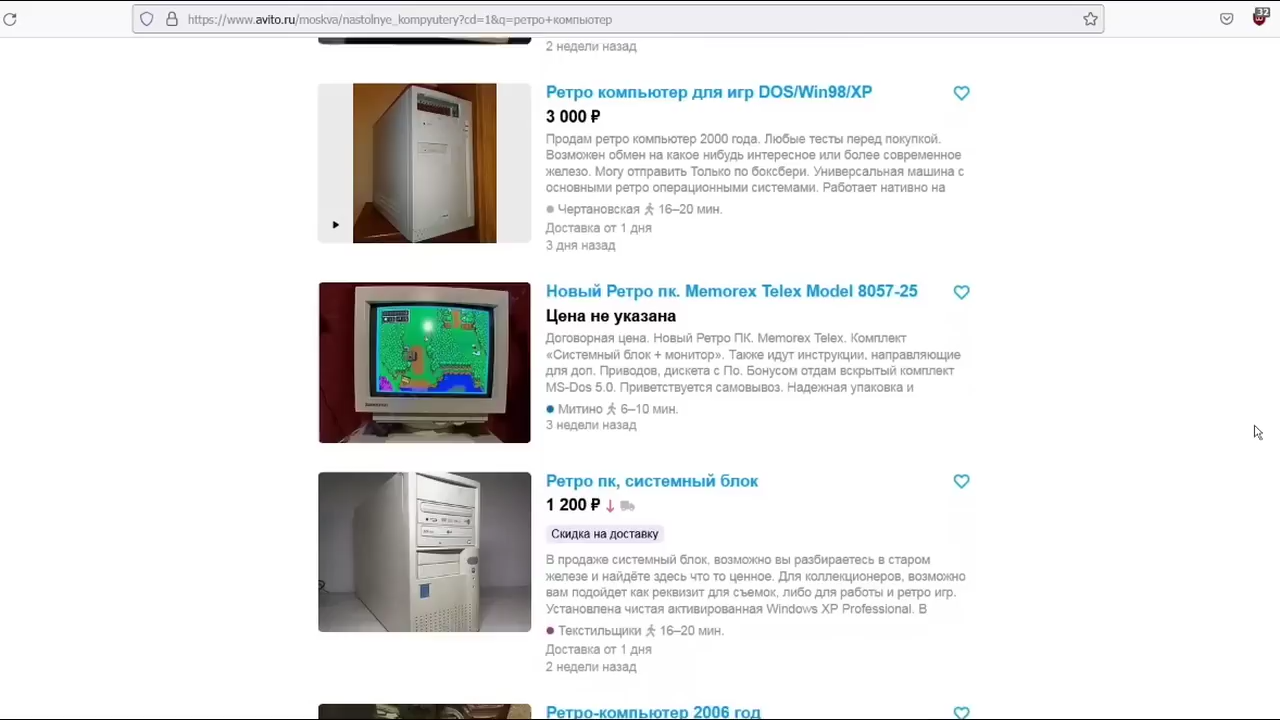 https://www.avito.ru/moskva/nastolnye_kompyutery?cd=1&q=ретро+компьютер
32
2 недели назад
Ретро компьютер для игр DOS/Win98/XP
3 000 ₽
Продам ретро компьютер 2000 года. Любые тесты перед покупкой.
Возможен обмен на какое нибудь интересное или более современное
железо. Могу отправить Только по боксбери. Универсальная машина с
основными ретро операционными системами. Работает нативно на
Чертановская 16–20 мин.
Доставка от 1 дня
3 дня назад
Новый Ретро пк. Memorex Telex Model 8057-25
Цена не указана
Договорная цена. Новый Ретро ПК. Memorex Telex. Комплект
«Системный блок + монитор». Также идут инструкции, направляющие
для доп. Приводов, дискета с По. Бонусом отдам вскрытый комплект
MS-Dos 5.0. Приветствуется самовывоз. Надежная упаковка и
Митино 6–10 мин.
3 недели назад
Ретро пк, системный блок
1 200 ₽
Скидка на доставку
В продаже системный блок, возможно вы разбираетесь в старом
железе и найдёте здесь что то ценное. Для коллекционеров, возможно
вам подойдет как реквизит для съемок, либо для работы и ретро игр.
Установлена чистая активированная Windows XP Professional. В
Текстильщики 16–20 мин.
Доставка от 1 дня
2 недели назад
Ретро-компьютер 2006 год